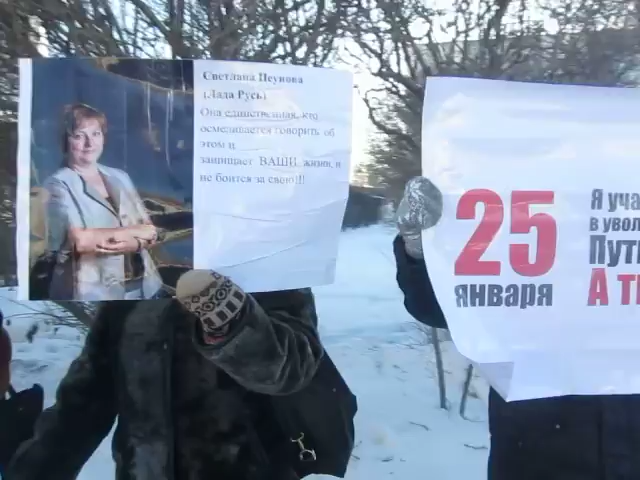 Светлана Пеунова
(Лада Русь)
Она единственная, кто
осмеливается говорить об
этом и
защищает ВАШИ жизни, и
не боится за свою!!!
25
января
Я уча
в увол
Пути
А т